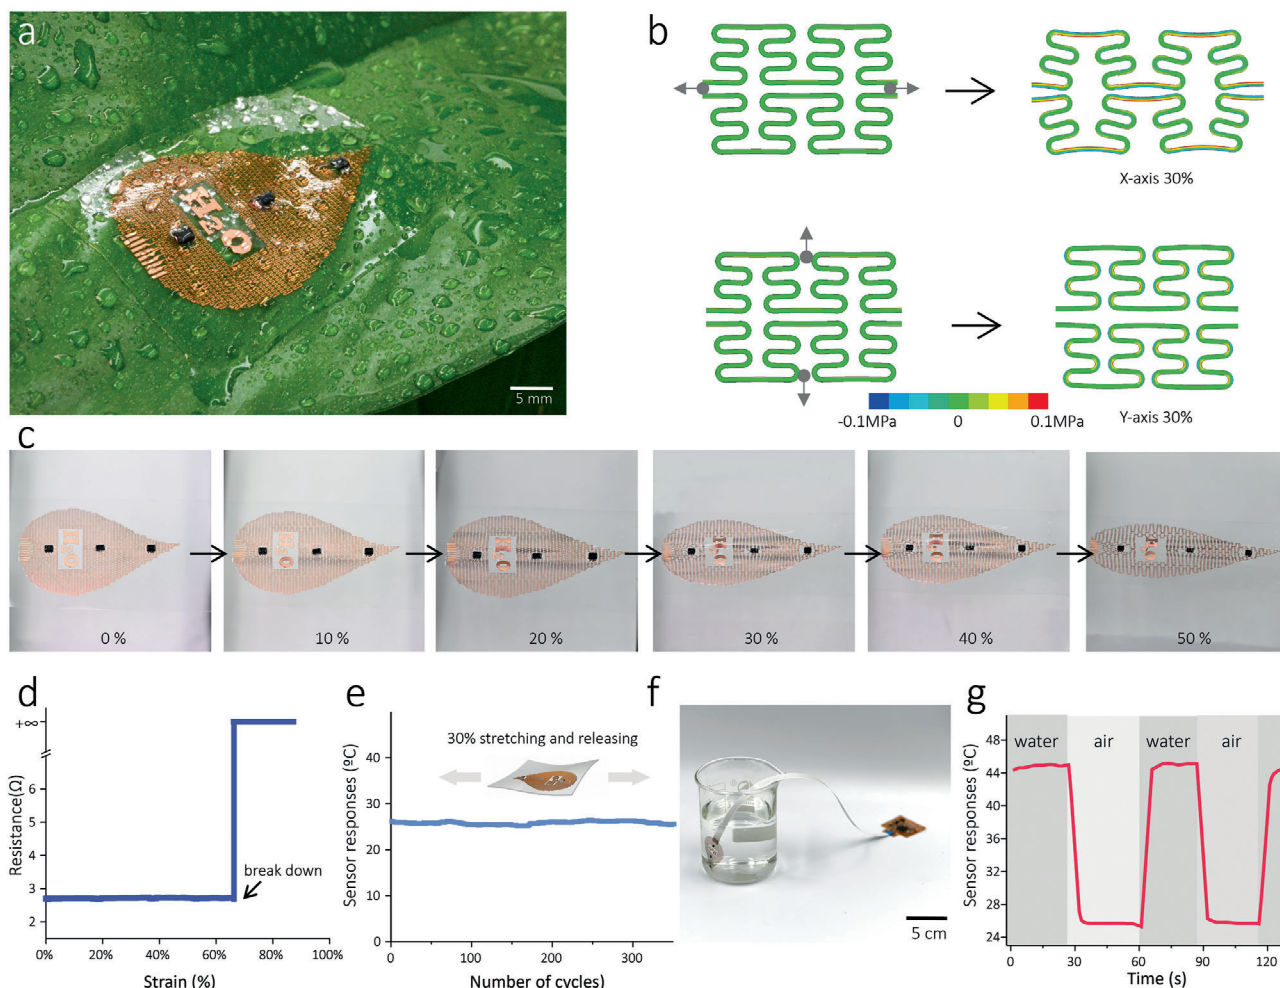 a
H2O
5 mm
b
X-axis 30%
-0.1MPa
0
0.1MPa
Y-axis 30%
c
0 %
10 %
20 %
30 %
40 %
50 %
d
+∞
6
5
3
2
Resistance(Ω)
break down
0%
20%
40%
60%
80%
100%
Strain (%)
e
30% stretching and releasing
40
30
20
10
0
Sensor responses (ºC)
0
100
200
300
Number of cycles)
f
5 cm
g
water
air
water
air
48
44
40
36
32
28
24
Sensor responses (ºC)
0
30
60
90
120
Time (s)